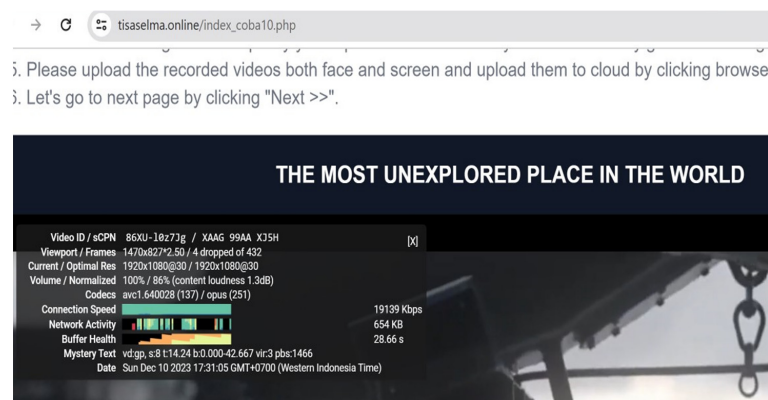 tisaselma.online/index_coba10.php
5. Please upload the recorded videos both face and screen and upload them to cloud by clicking browse
6. Let's go to next page by clicking "Next >>".
THE MOST UNEXPLORED PLACE IN THE WORLD
[X]
Video ID / sCPN 86XU-l0z7Jg / XAAG 99AA XJ5H
Viewport / Frames 1470x827*2.50 / 4 dropped of 432
Current / Optimal Res 1920x1080@30 / 1920x1080@30
Volume / Normalized 100% / 86% (content loudness 1.3dB)
Codecs avc1.640028 (137) / opus (251)
Connection Speed 19139 Kbps
Network Activity 654 KB
Buffer Health 28.66 s
Mystery Text vd:gp, s:8 t:14.24 b:0.000-42.667 vir:3 pbs:1466
Date Sun Dec 10 2023 17:31:05 GMT+0700 (Western Indonesia Time)